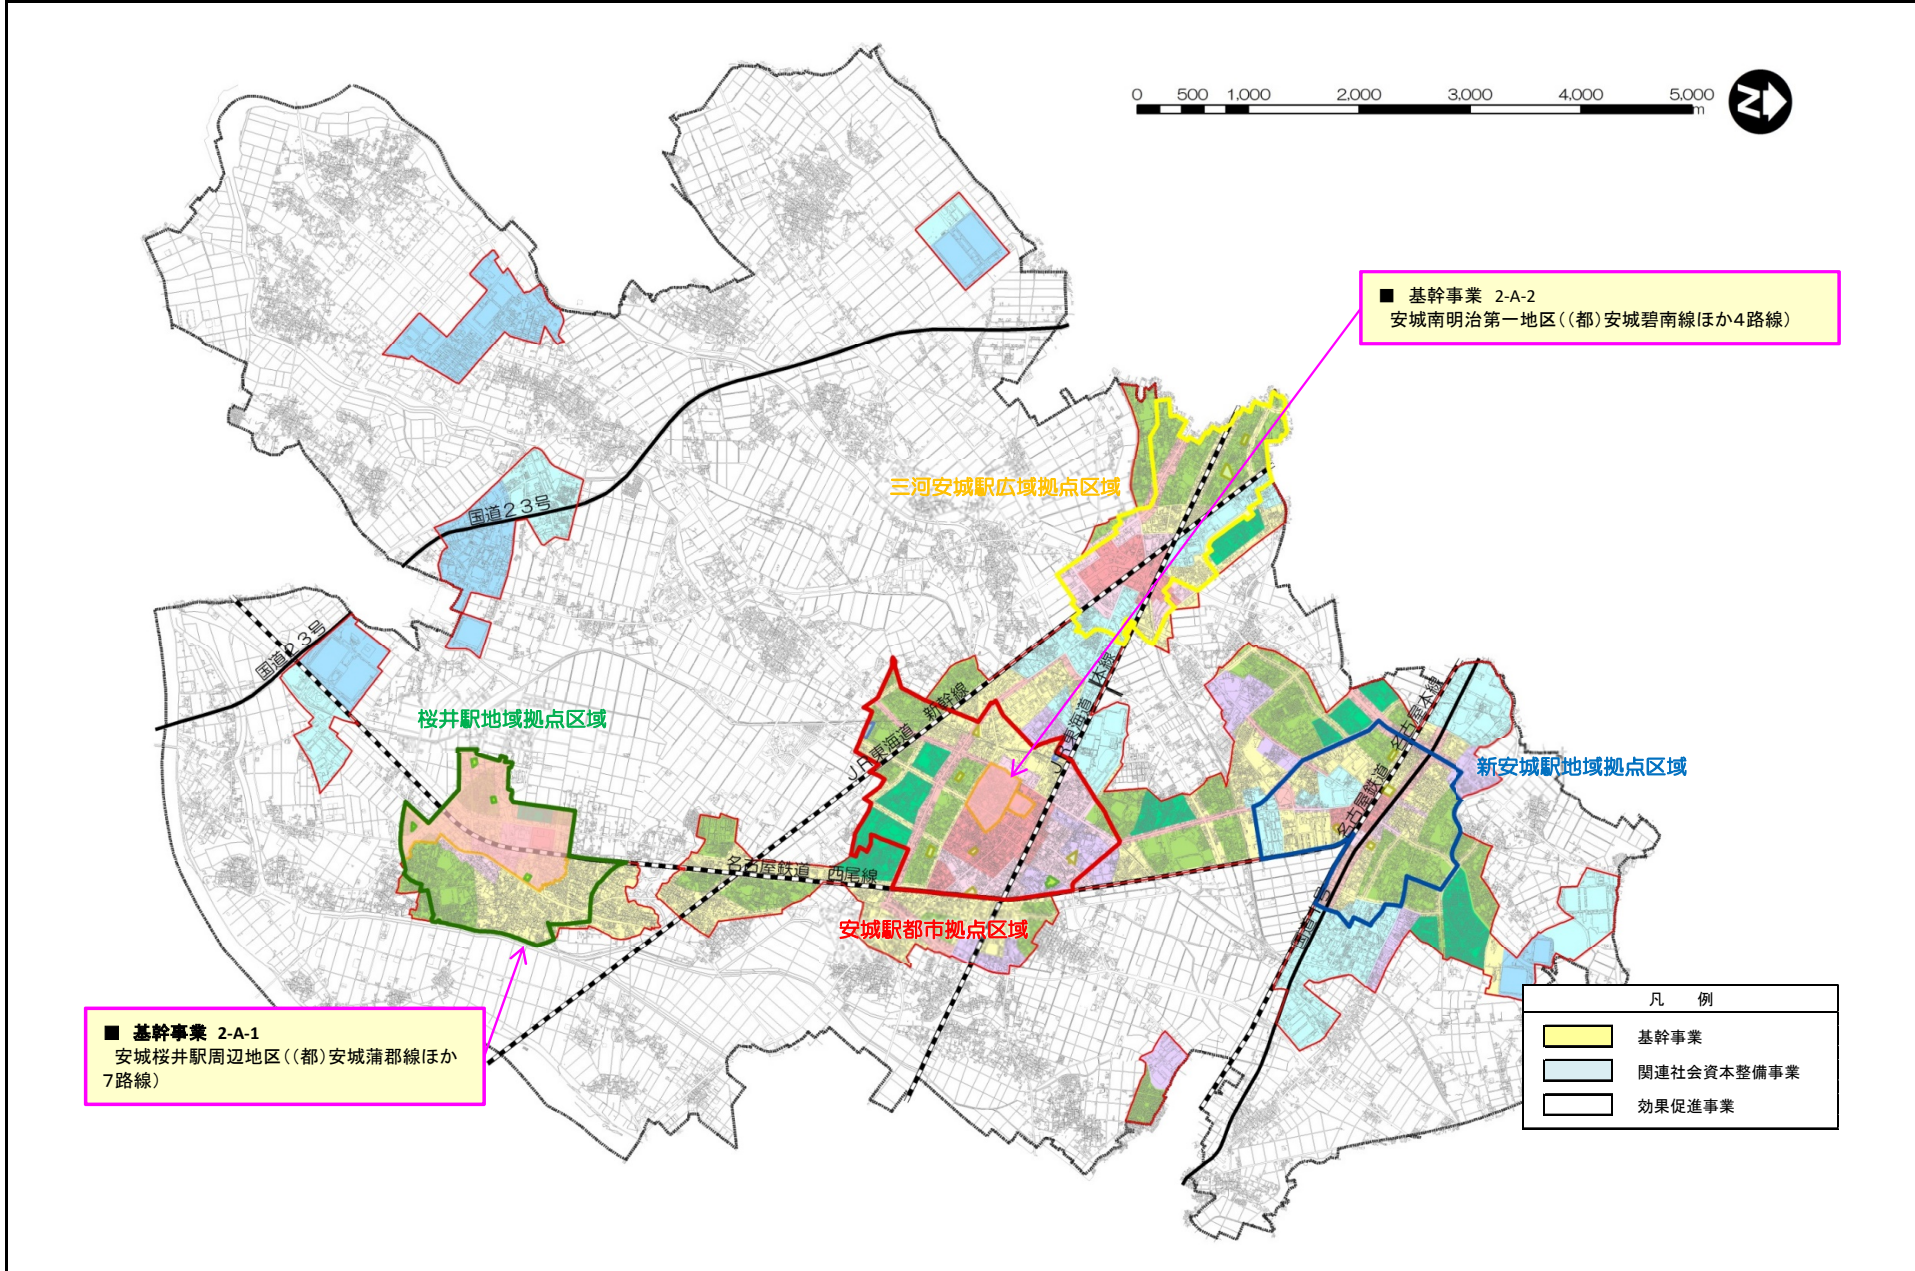 0 500 1,000 2,000 3,000 4,000 5,000
m
N
■ 基幹事業 2-A-2
安城南明治第一地区((都)安城碧南線ほか4路線)
三河安城駅広域拠点区域
国道23号
国道23号
桜井駅地域拠点区域
JR東海道 新幹線
JR東海道 本線
名古屋鉄道 名古屋本線
新安城駅地域拠点区域
名古屋鉄道 西尾線
安城駅都市拠点区域
国道1号
■ 基幹事業 2-A-1
安城桜井駅周辺地区((都)安城蒲郡線ほか
7路線)
凡 例
基幹事業
関連社会資本整備事業
効果促進事業